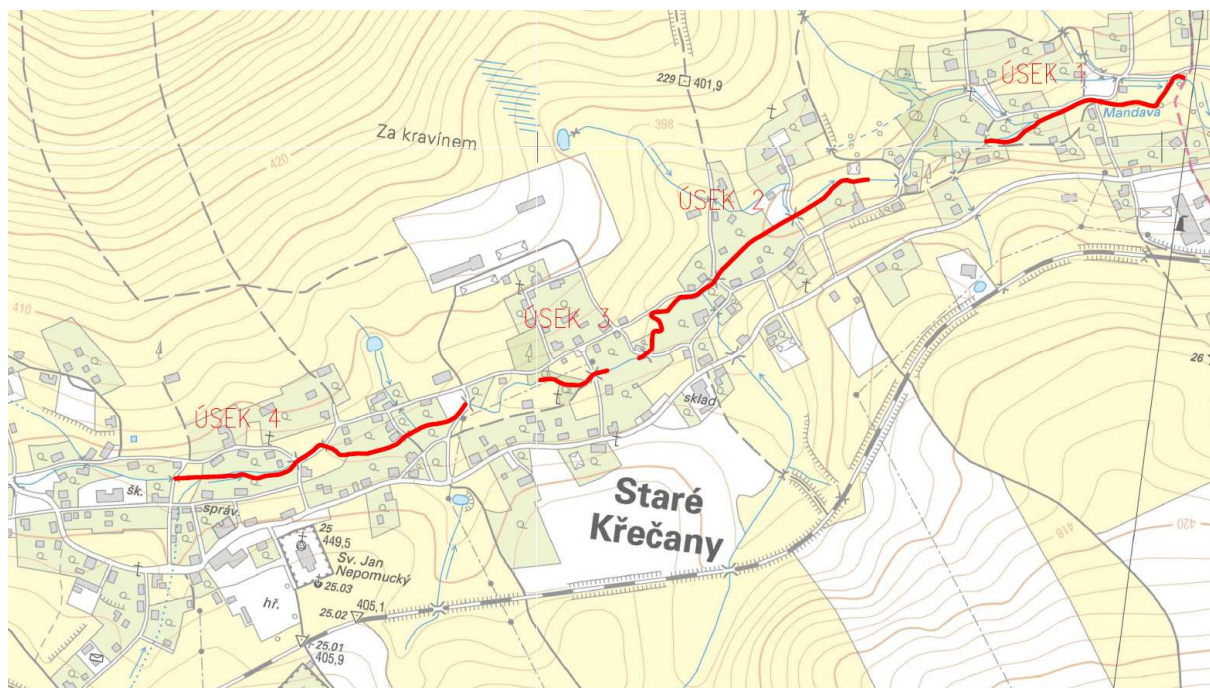 ÚSEK 1
229 401,9
398
Mandava
Za kravínem
420
ÚSEK 2
410
ÚSEK 3
26
sklad
ÚSEK 4
šk.
správ.
Staré
Křečany
418
420
25
449,5
Sv. Jan
Nepomucký
25.03
hř.
25.02
405,1
25.01
405,9